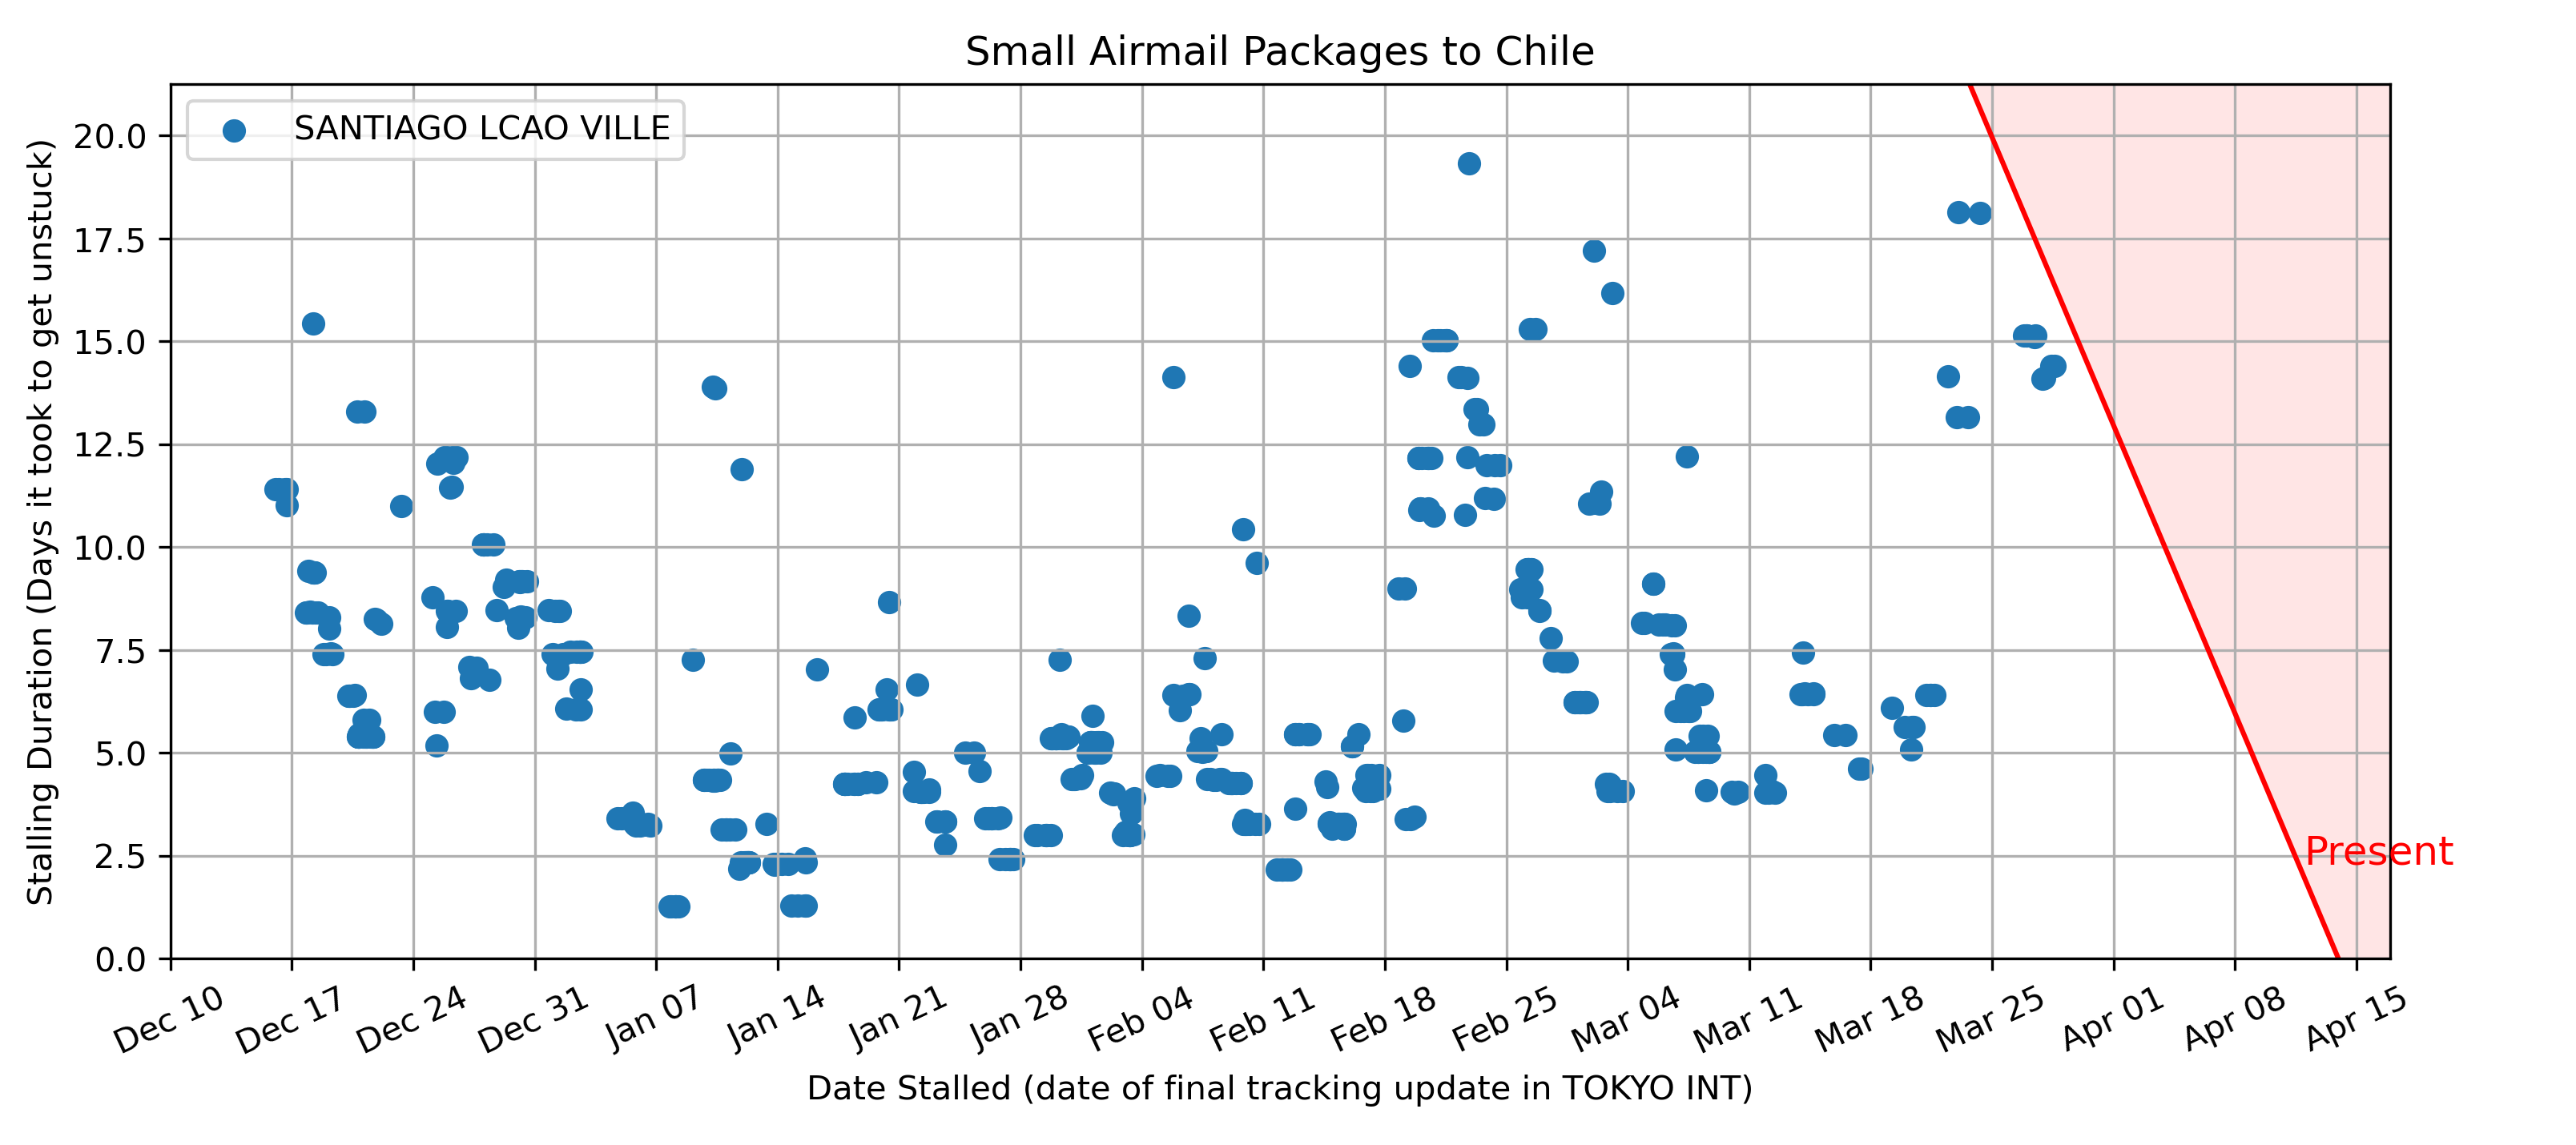 Small Airmail Packages to Chile
SANTIAGO LCAO VILLE
Stalling Duration (Days it took to get unstuck)
20.0
17.5
15.0
12.5
10.0
7.5
5.0
2.5
0.0
Present
Dec 10
Dec 17
Dec 24
Dec 31
Jan 07
Jan 14
Jan 21
Jan 28
Feb 04
Feb 11
Feb 18
Feb 25
Mar 04
Mar 11
Mar 18
Mar 25
Apr 01
Apr 08
Apr 15
Date Stalled (date of final tracking update in TOKYO INT)